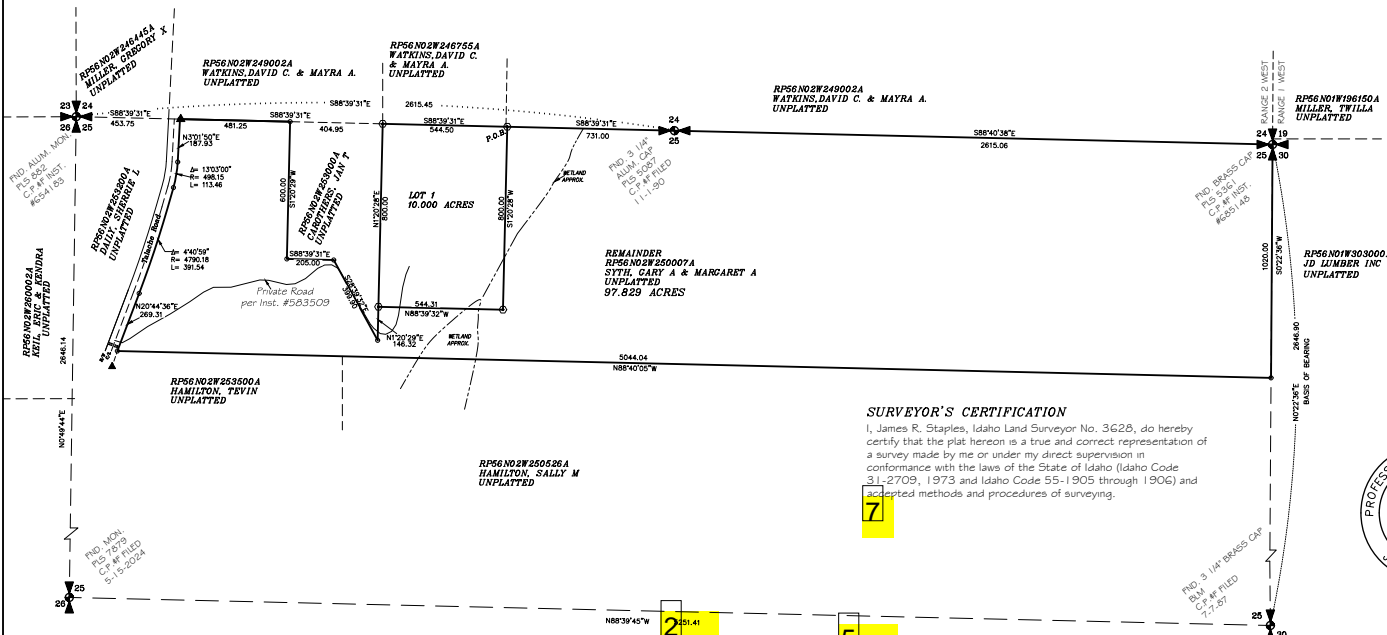 RP56N02W246445A
MILLER, GREGORY X
UNPLATTED
RP56N02W249002A
WATKINS,DAVID C. & MAYRA A.
UNPLATTED
RP56N02W246755A
WATKINS,DAVID C.
& MAYRA A.
UNPLATTED
RP56N02W249002A
WATKINS,DAVID C. & MAYRA A.
UNPLATTED
RANGE 2 WEST
RANGE 1 WEST
RP56N01W196150A
MILLER, TWILLA
UNPLATTED
23 24
26 25
S88°39'31"E
453.75
S88°39'31"E
2615.45
S88°39'31"E
481.25
404.95
S88°39'31"E
544.50
P.O.B.
S88°39'31"E
731.00
24
25
S88°40'38"E
2615.06
24 19
25 30
FND. ALUM. MON.
PLS 882
C.P.#F INST.
#654183
N3°01'50"E
187.93
Δ= 13°03'00"
R= 498.15
L= 113.46
600.00
S1°20'29"W
RP56N02W253000A
CAROTHERS, JAN T
UNPLATTED
N1°20'28"E
800.00
LOT 1
10.000 ACRES
800.00
S1°20'28"W
WETLAND
APPROX.
FND. 3 1/4"
ALUM. CAP
PLS 5087
C.P.#F FILED
11-1-90
FND. BRASS CAP
PLS 5361
C.P.#F INST.
#685148
RP56N02W253200A
DAILY, SHERRIE L
UNPLATTED
Talache Road
Δ= 4°40'59"
R= 4790.18
L= 391.54
S88°39'31"E
205.00
REMAINDER
RP56N02W250007A
SYTH, GARY A & MARGARET A
UNPLATTED
97.829 ACRES
1020.00
S0°22'36"W
RP56N01W303000
JD LUMBER INC
UNPLATTED
RP56N02W260002A
KEIL, ERIC & KENDRA
UNPLATTED
2646.14
N20°44'36"E
269.31
Private Road
per Inst. #583509
544.31
N88°39'32"W
N1°20'29"E
146.32
WETLAND
APPROX.
5044.04
N88°40'05"W
2646.90
BASIS OF BEARING
N0°22'36"E
RP56N02W253500A
HAMILTON, TEVIN
UNPLATTED
N0°49'44"E
RP56N02W250526A
HAMILTON, SALLY M
UNPLATTED
SURVEYOR'S CERTIFICATION
I, James R. Staples, Idaho Land Surveyor No. 3628, do hereby
certify that the plat hereon is a true and correct representation of
a survey made by me or under my direct supervision in
conformance with the laws of the State of Idaho (Idaho Code
31-2709, 1973 and Idaho Code 55-1905 through 1906) and
accepted methods and procedures of surveying.
7
PROFES
FND. MON.
PLS 7879
C.P.#F FILED
5-15-2024
25
26
FND. 3 1/4" BRASS CAP
BLM
C.P.#F FILED
7-7-87
25
30
N88°39'45"W
5251.41
2
5